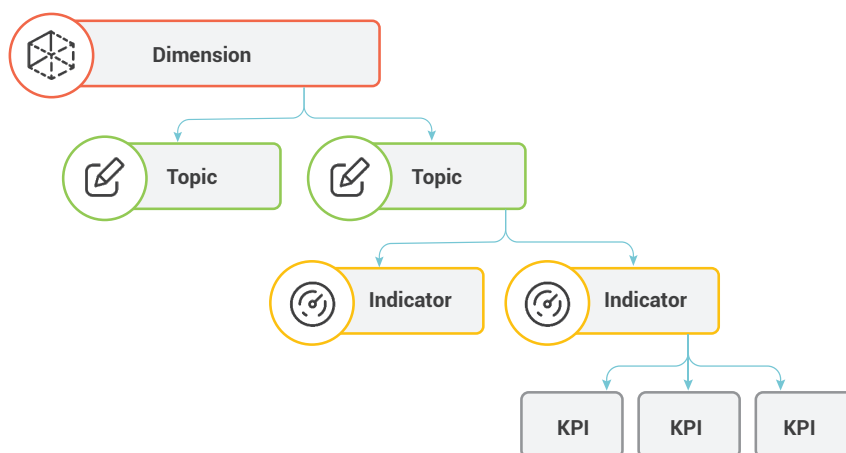 Dimension
Topic
Topic
Indicator
Indicator
KPI
KPI
KPI